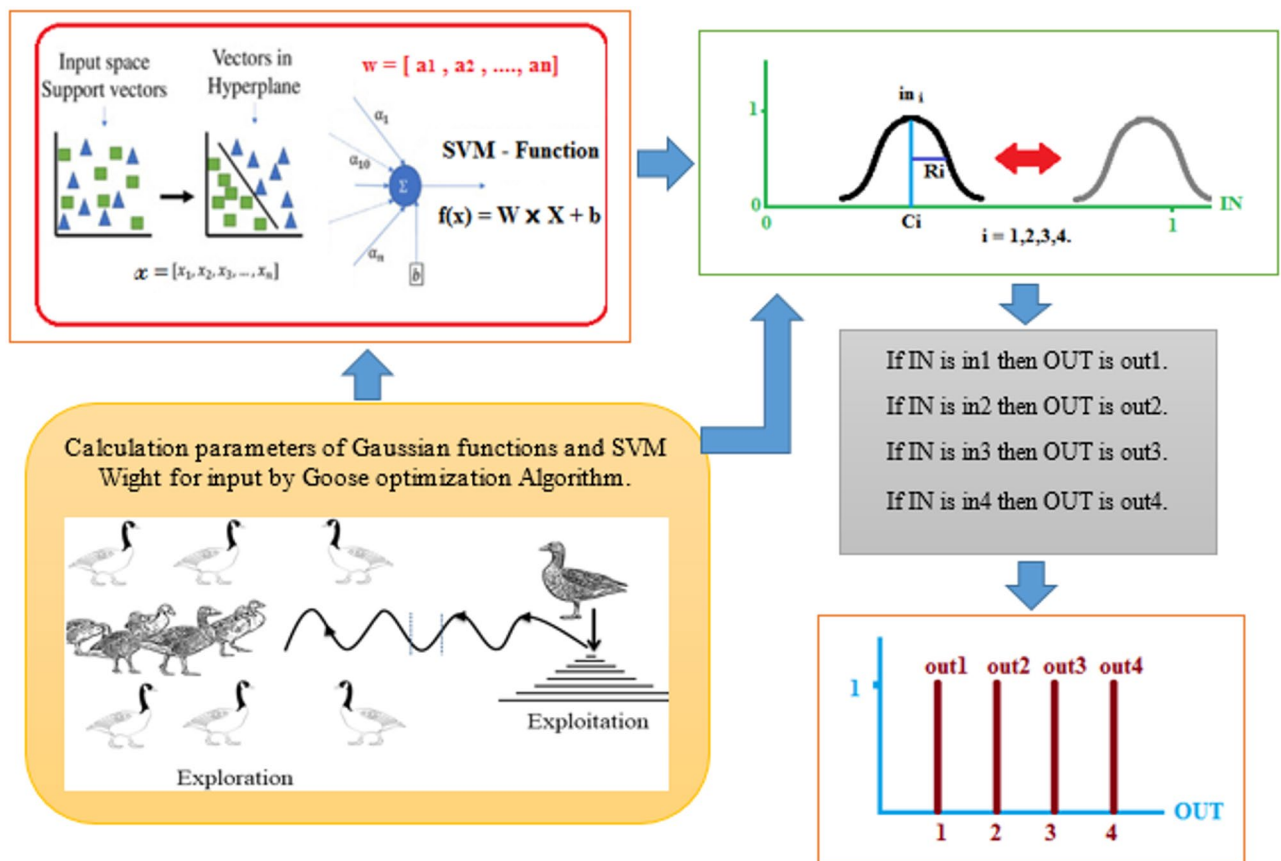 Input space
Support vectors
Vectors in
Hyperplane
w = [ a1 , a2 , ...., an]
α1
α10
αn
Σ
b
SVM - Function
f(x) = W x X + b
x = [x1, x2, x3, ..., xn]
1
in i
Ri
0
0
Ci
i = 1,2,3,4.
1
IN
Calculation parameters of Gaussian functions and SVM
Wight for input by Goose optimization Algorithm.
Exploitation
Exploration
If IN is in1 then OUT is out1.
If IN is in2 then OUT is out2.
If IN is in3 then OUT is out3.
If IN is in4 then OUT is out4.
out1 out2 out3 out4
1
OUT
1 2 3 4